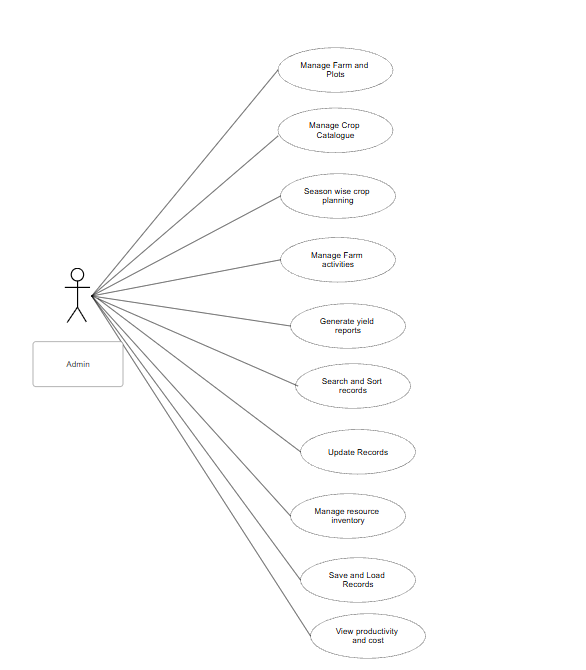 Manage Farm and
Plots
Manage Crop
Catalogue
Season wise crop
planning
Manage Farm
activities
Generate yield
reports
Admin
Search and Sort
records
Update Records
Manage resource
inventory
Save and Load
Records
View productivity
and cost